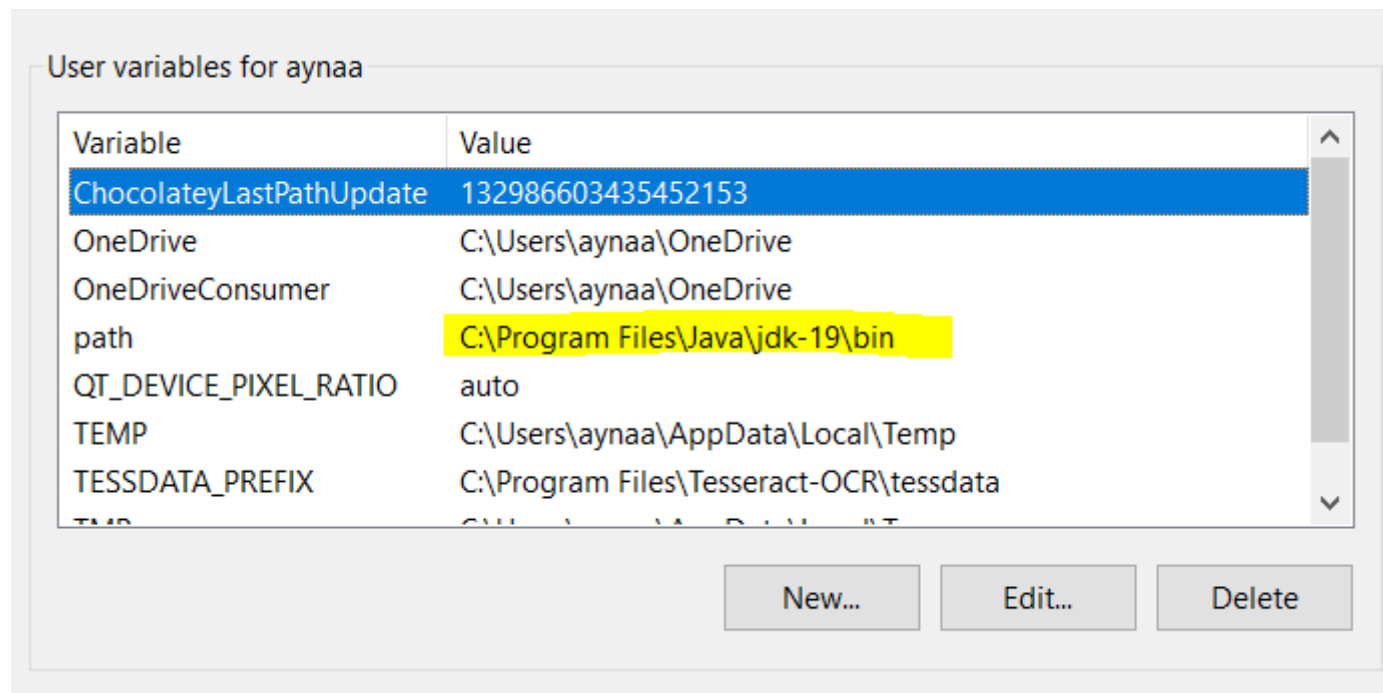 User variables for aynaa
Variable Value
ChocolateyLastPathUpdate 132986603435452153
OneDrive C:\Users\aynaa\OneDrive
OneDriveConsumer C:\Users\aynaa\OneDrive
path C:\Program Files\Java\jdk-19\bin
QT_DEVICE_PIXEL_RATIO auto
TEMP C:\Users\aynaa\AppData\Local\Temp
TESSDATA_PREFIX C:\Program Files\Tesseract-OCR\tessdata
New... Edit... Delete